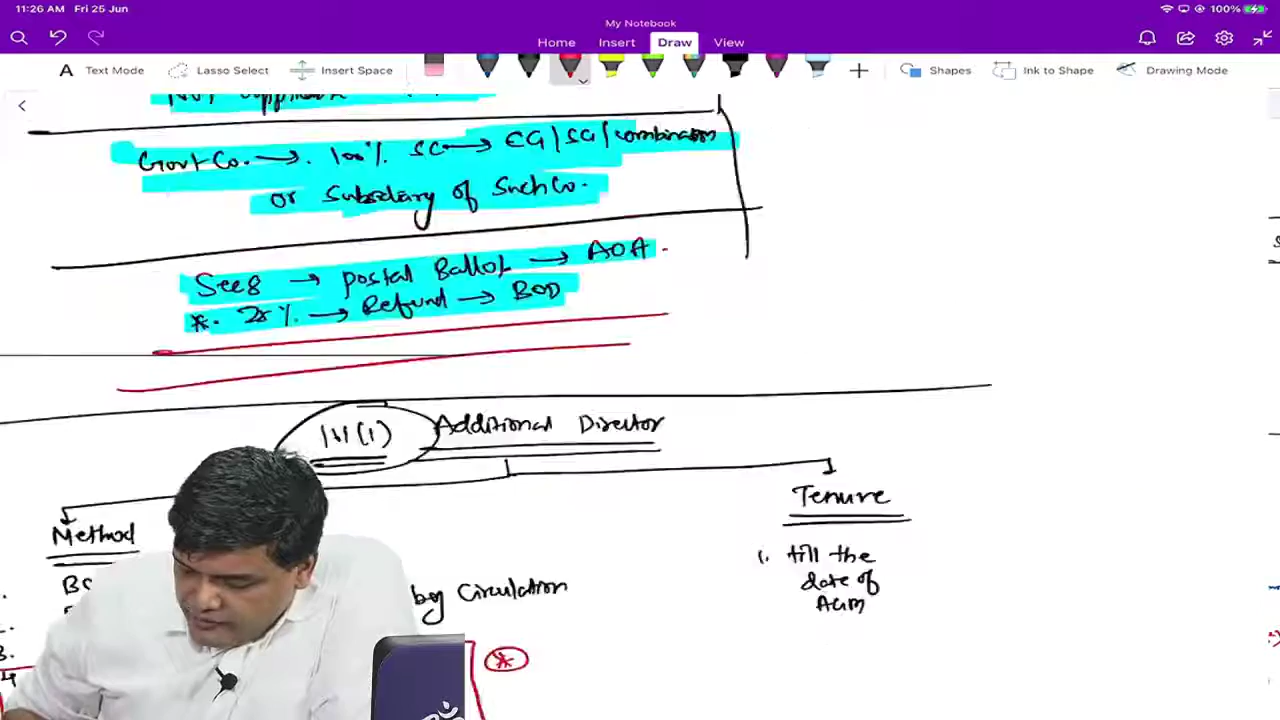 11:26 AM Fri 25 Jun
100%
My Notebook
Home Insert Draw View
Text Mode Lasso Select Insert Space Shapes Ink to Shape Drawing Mode
Govt Co. → 100% SC → CG/SG/combination
or Subsidiary of Such Co.
See8 → postal Ballot → AOA.
*. 25% → Refund → BOD
161(1) Additional Director
Method
Tenure
1. till the
date of
AGM
by Circulation
*
ॐ